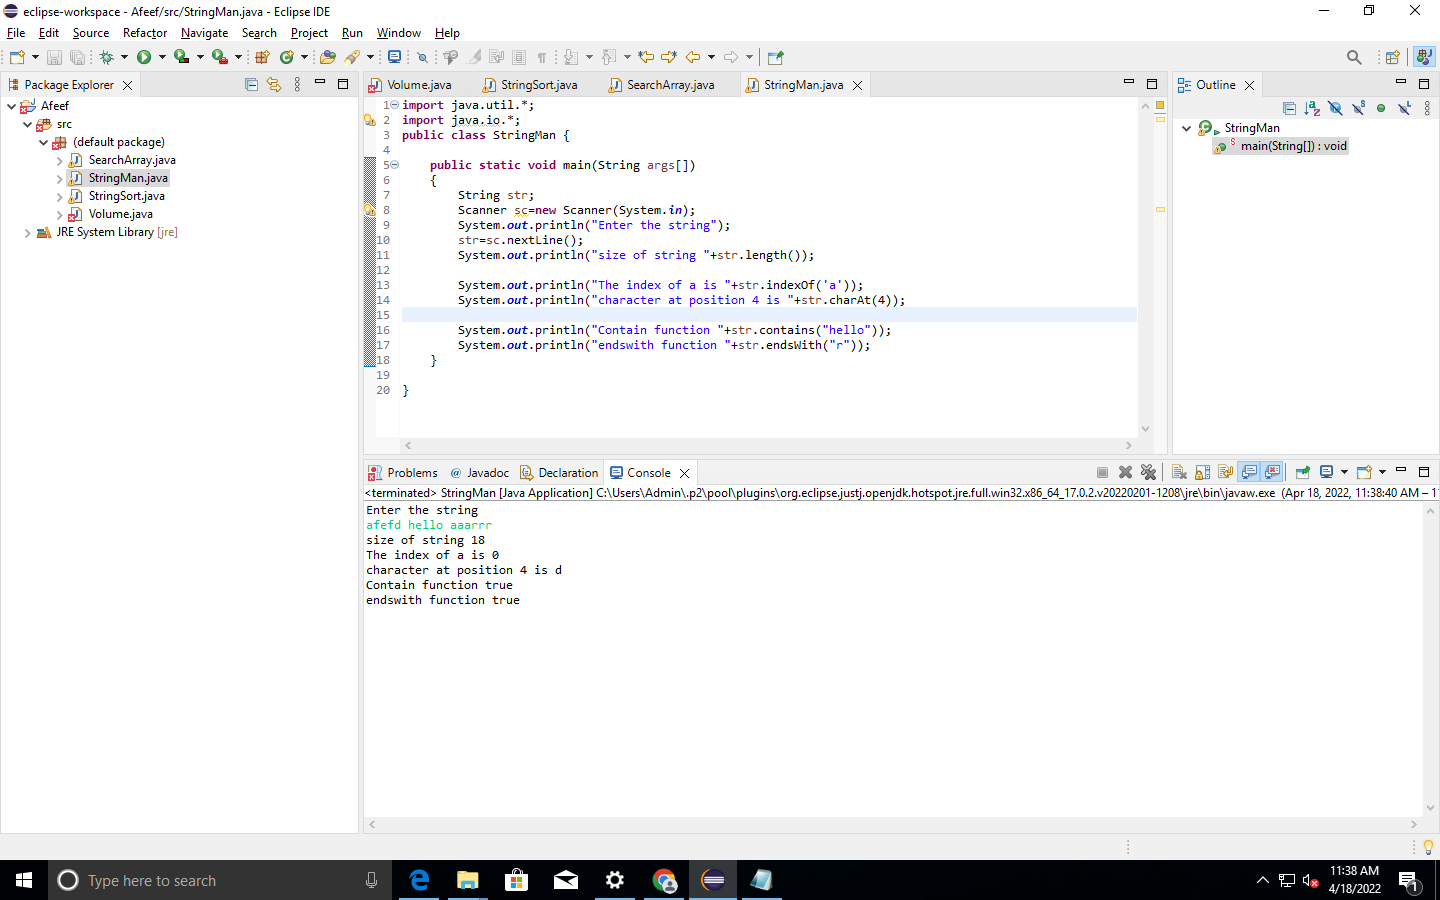 eclipse-workspace - Afeef/src/StringMan.java - Eclipse IDE
File Edit Source Refactor Navigate Search Project Run Window Help
Package Explorer
Afeef
src
(default package)
SearchArray.java
StringMan.java
StringSort.java
Volume.java
JRE System Library [jre]
Volume.java StringSort.java SearchArray.java StringMan.java
1 import java.util.*;
2 import java.io.*;
3 public class StringMan {
4
5 public static void main(String args[])
6 {
7 String str;
8 Scanner sc=new Scanner(System.in);
9 System.out.println("Enter the string");
10 str=sc.nextLine();
11 System.out.println("size of string "+str.length());
12
13 System.out.println("The index of a is "+str.indexOf('a'));
14 System.out.println("character at position 4 is "+str.charAt(4));
15
16 System.out.println("Contain function "+str.contains("hello"));
17 System.out.println("endswith function "+str.endsWith("r"));
18 }
19
20 }
Outline
StringMan
main(String[]) : void
Problems @ Javadoc Declaration Console
<terminated> StringMan [Java Application] C:\Users\Admin\.p2\pool\plugins\org.eclipse.justj.openjdk.hotspot.jre.full.win32.x86_64_17.0.2.v20220201-1208\jre\bin\javaw.exe (Apr 18, 2022, 11:38:40 AM – 1
Enter the string
afefd hello aaarrr
size of string 18
The index of a is 0
character at position 4 is d
Contain function true
endswith function true
Type here to search
11:38 AM
4/18/2022
1